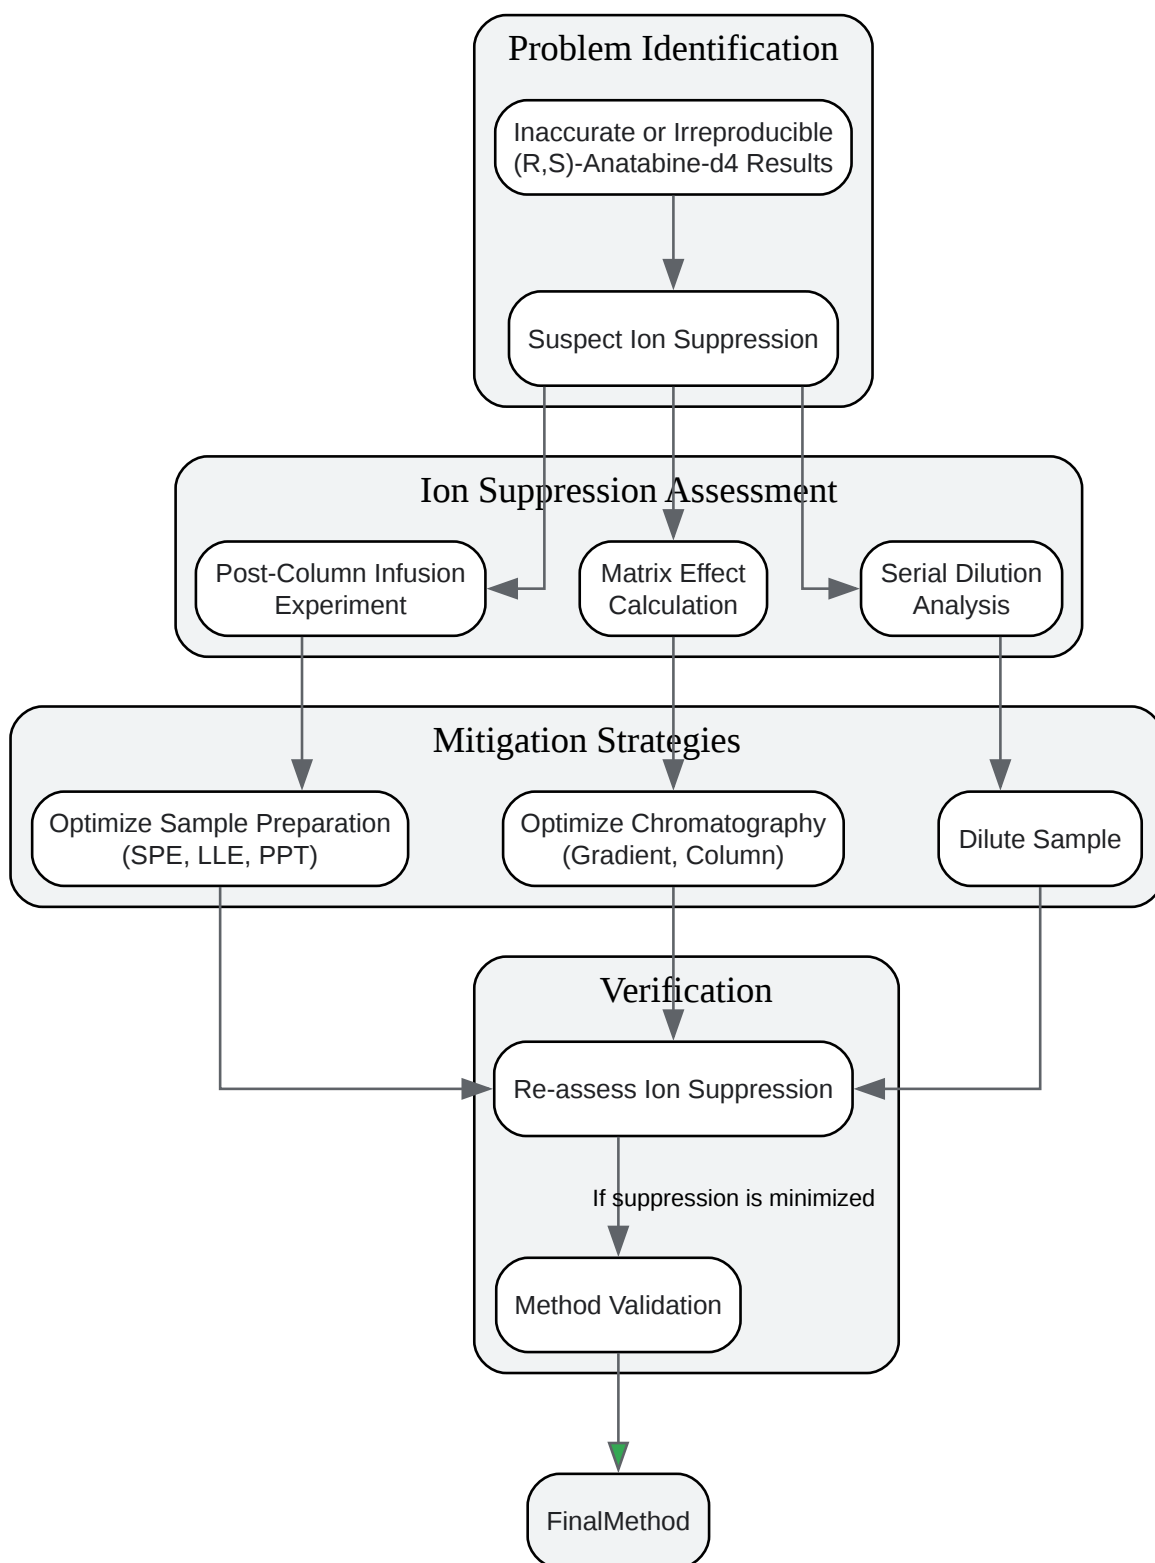 Problem Identification
Inaccurate or Irreproducible
(R,S)-Anatabine-d4 Results
Suspect Ion Suppression
Ion Suppression Assessment
Post-Column Infusion
Experiment
Matrix Effect
Calculation
Serial Dilution
Analysis
Mitigation Strategies
Optimize Sample Preparation
(SPE, LLE, PPT)
Optimize Chromatography
(Gradient, Column)
Dilute Sample
Verification
Re-assess Ion Suppression
If suppression is minimized
Method Validation
FinalMethod